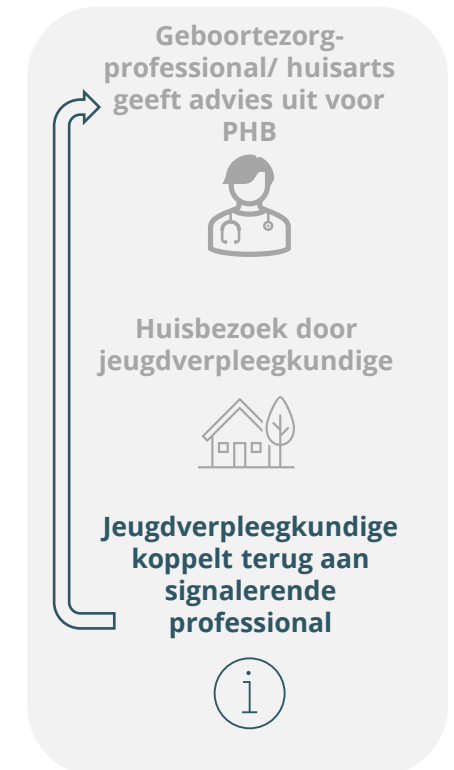 Geboortezorg-
professional/ huisarts
geeft advies uit voor
PHB
Huisbezoek door
jeugdverpleegkundige
Jeugdverpleegkundige
koppelt terug aan
signalerende
professional
i